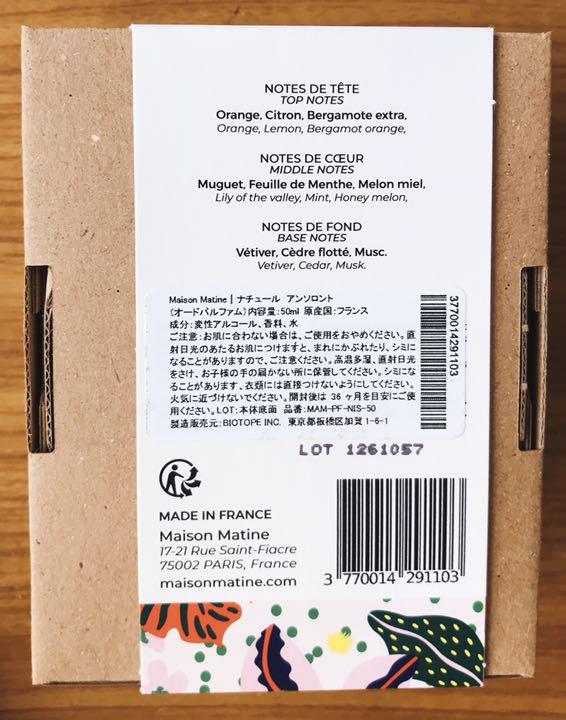 NOTES DE TÊTE
TOP NOTES
Orange, Citron, Bergamote extra,
Orange, Lemon, Bergamot orange,
NOTES DE CŒUR
MIDDLE NOTES
Muguet, Feuille de Menthe, Melon miel,
Lily of the valley, Mint, Honey melon,
NOTES DE FOND
BASE NOTES
Vétiver, Cèdre flotté, Musc.
Vetiver, Cedar, Musk.
Maison Matine | ナチュール アンソロント
(オードパルファム) 内容量:50ml 原産国:フランス
成分:変性アルコール、香料、水
ご注意:お肌に合わない場合は、ご使用をおやめください。直
射日光のあたるお肌につけますと、まれにかぶれたり、シミに
なることがありますので、ご注意ください。高温多湿、直射日光
をさけ、お子様の手の届かない所に保管してください。シミにな
ることがあります、衣類には直接つけないようにしてください。
火気に近づけないでください。開封後は 36 ヶ月を目安にご使
用ください。LOT:本体底面 品番:MAM-PF-NIS-50
製造販売元:BIOTOPE INC. 東京都板橋区加賀 1-6-1
3770014291103
LOT 1261057
MADE IN FRANCE
Maison Matine
17-21 Rue Saint-Fiacre
75002 PARIS, France
maisonmatine.com
3 770014 291103